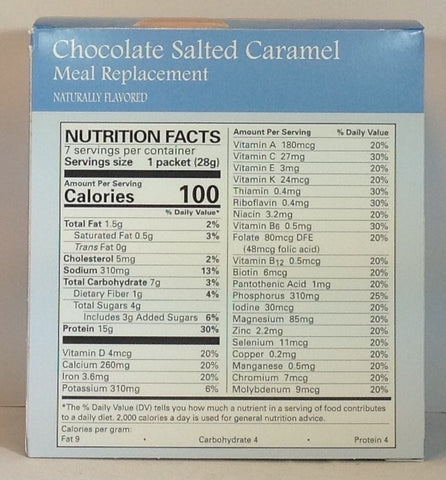 Chocolate Salted Caramel
Meal Replacement
NATURALLY FLAVORED
NUTRITION FACTS
7 servings per container
Servings size 1 packet (28g)
Amount Per Serving
Calories 100
% Daily Value*
Total Fat 1.5g 2%
Saturated Fat 0.5g 3%
Trans Fat 0g
Cholesterol 5mg 2%
Sodium 310mg 13%
Total Carbohydrate 7g 3%
Dietary Fiber 1g 4%
Total Sugars 4g
Includes 3g Added Sugars 6%
Protein 15g 30%
Vitamin D 4mcg 20%
Calcium 260mg 20%
Iron 3.6mg 20%
Potassium 310mg 6%
Amount Per Serving % Daily Value
Vitamin A 180mcg 20%
Vitamin C 27mg 30%
Vitamin E 3mg 20%
Vitamin K 24mcg 20%
Thiamin 0.4mg 30%
Riboflavin 0.4mg 30%
Niacin 3.2mg 20%
Vitamin B6 0.5mg 30%
Folate 80mcg DFE 20%
(48mcg folic acid)
Vitamin B12 0.5mcg 20%
Biotin 6mcg 20%
Pantothenic Acid 1mg 20%
Phosphorus 310mg 25%
Iodine 30mcg 20%
Magnesium 85mg 20%
Zinc 2.2mg 20%
Selenium 11mcg 20%
Copper 0.2mg 20%
Manganese 0.5mg 20%
Chromium 7mcg 20%
Molybdenum 9mcg 20%
*The % Daily Value (DV) tells you how much a nutrient in a serving of food contributes
to a daily diet. 2,000 calories a day is used for general nutrition advice.
Calories per gram:
Fat 9 • Carbohydrate 4 • Protein 4